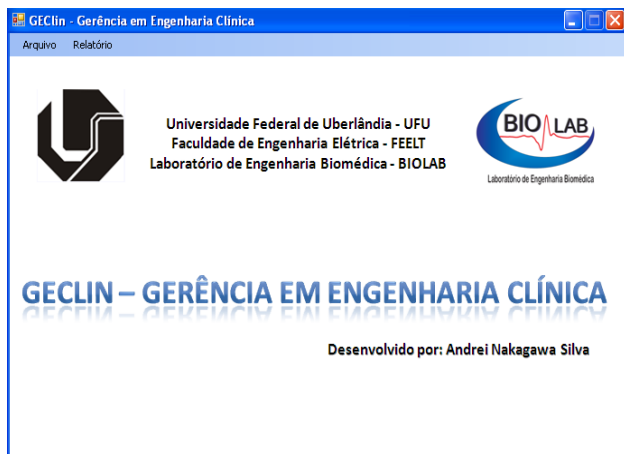 GEClin - Gerência em Engenharia Clínica
Arquivo Relatório
Universidade Federal de Uberlândia - UFU
Faculdade de Engenharia Elétrica - FEELT
Laboratório de Engenharia Biomédica - BIOLAB
BIO LAB
Laboratório de Engenharia Biomédica
GECLIN – GERÊNCIA EM ENGENHARIA CLÍNICA
Desenvolvido por: Andrei Nakagawa Silva